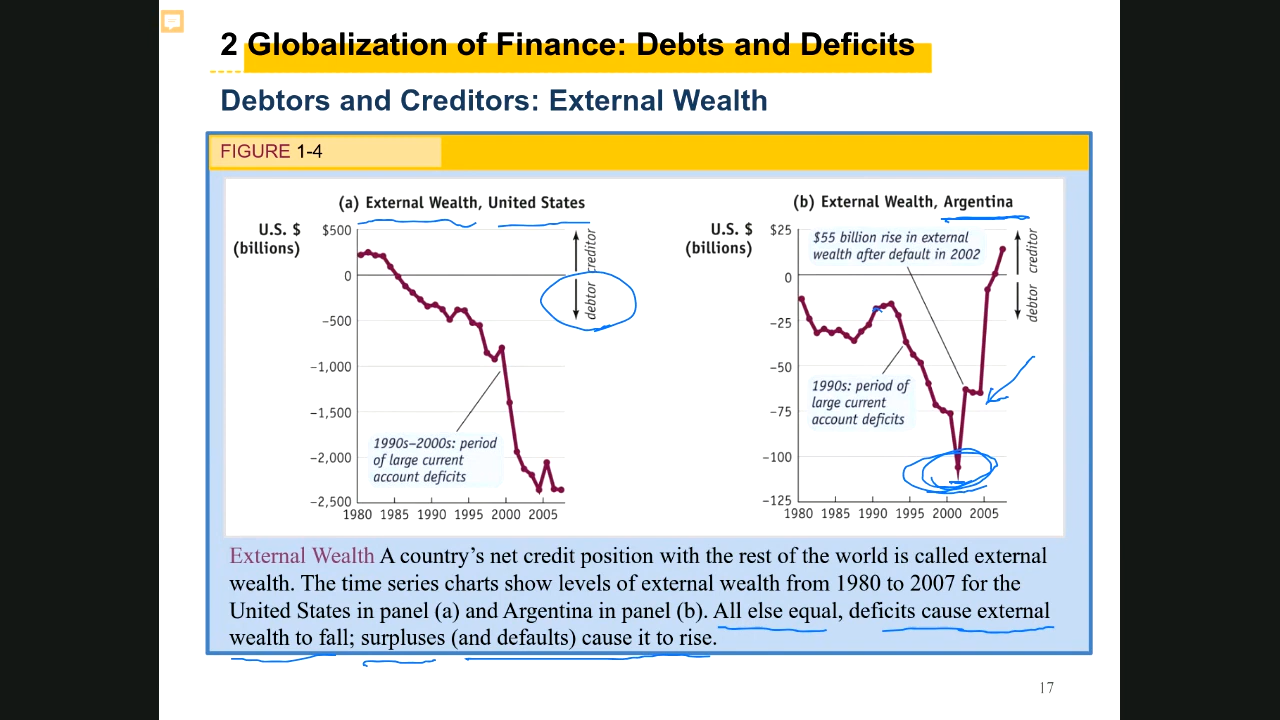 2 Globalization of Finance: Debts and Deficits
Debtors and Creditors: External Wealth
FIGURE 1-4
(a) External Wealth, United States
U.S. $
(billions)
$500
0
−500
−1,000
−1,500
−2,000
−2,500
1980 1985 1990 1995 2000 2005
creditor
debtor
1990s–2000s: period
of large current
account deficits
(b) External Wealth, Argentina
U.S. $
(billions)
$25
0
−25
−50
−75
−100
−125
1980 1985 1990 1995 2000 2005
creditor
debtor
$55 billion rise in external
wealth after default in 2002
1990s: period of
large current
account deficits
External Wealth A country’s net credit position with the rest of the world is called external
wealth. The time series charts show levels of external wealth from 1980 to 2007 for the
United States in panel (a) and Argentina in panel (b). All else equal, deficits cause external
wealth to fall; surpluses (and defaults) cause it to rise.
17